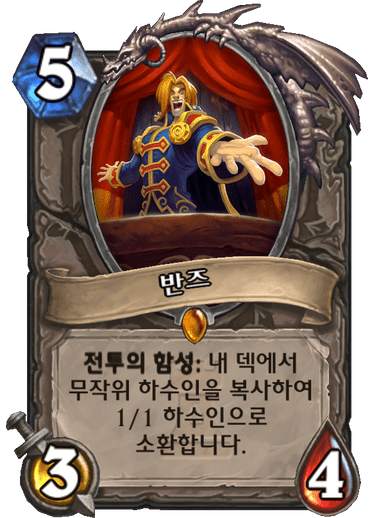 5
반즈
전투의 함성: 내 덱에서
무작위 하수인을 복사하여
1/1 하수인으로
소환합니다.
3
4